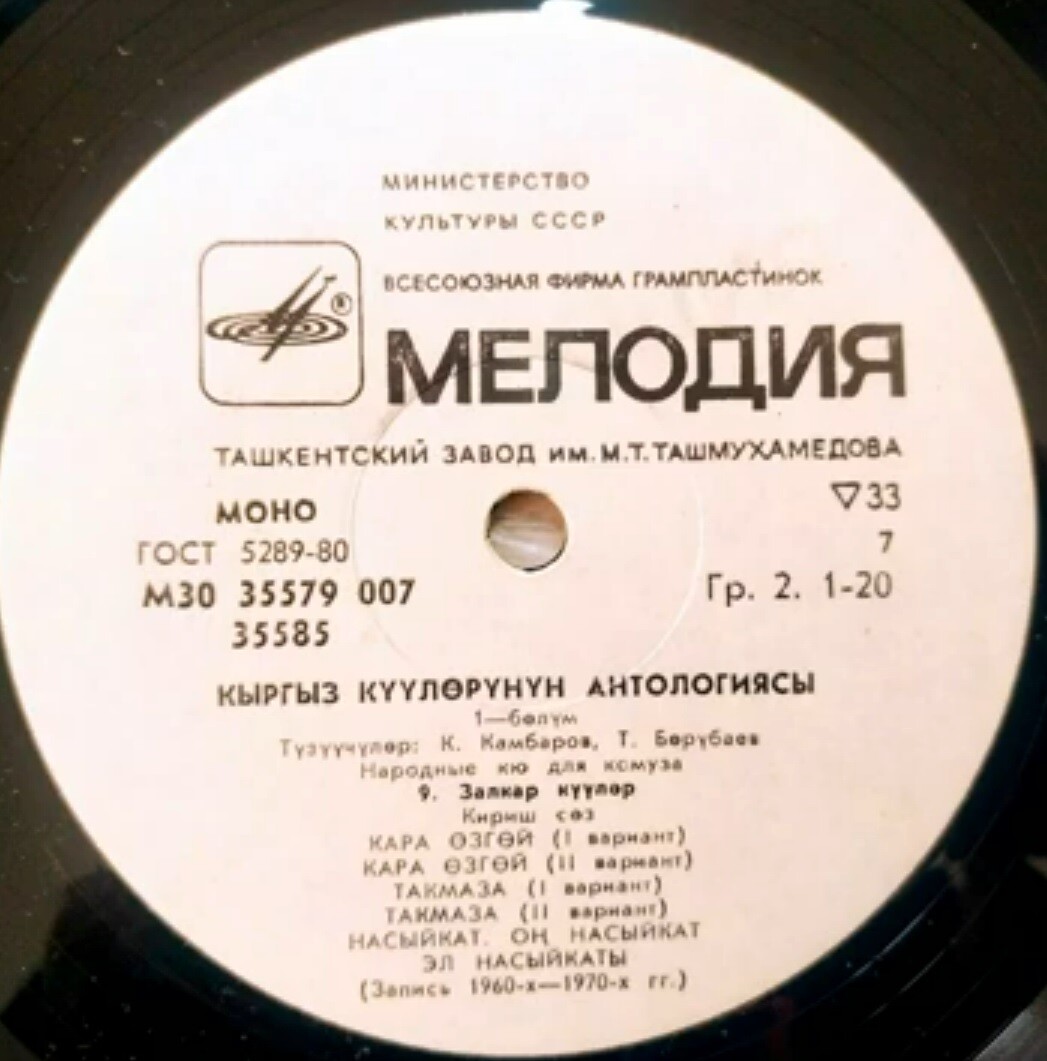 МИНИСТЕРСТВО
КУЛЬТУРЫ СССР
ВСЕСОЮЗНАЯ ФИРМА ГРАМПЛАСТИНОК
®
МЕЛОДИЯ
ТАШКЕНТСКИЙ ЗАВОД ИМ. М.Т. ТАШМУХАМЕДОВА
МОНО ▽33
ГОСТ 5289-80 7
М30 35579 007 Гр. 2. 1-20
35585
КЫРГЫЗ КҮҮЛӨРҮНҮН АНТОЛОГИЯСЫ
1—бөлүм
Түзүүчүлөр: К. Камбаров, Т. Бөрүбаев
Народные кю для комуза
9. Залкар күүлөр
Кириш сөз
КАРА ӨЗГӨЙ (I вариант)
КАРА ӨЗГӨЙ (II вариант)
ТАКМАЗА (I вариант)
ТАКМАЗА (II вариант)
НАСЫЙКАТ. ОҢ НАСЫЙКАТ
ЭЛ НАСЫЙКАТЫ
(Запись 1960-х—1970-х гг.)